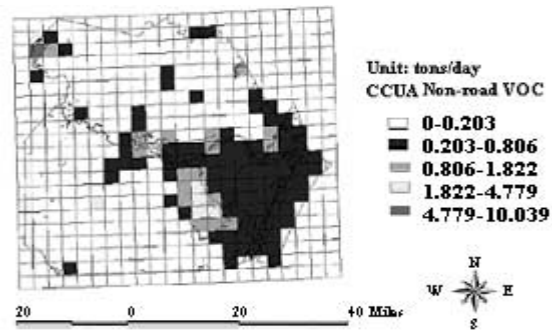 Unit: tons/day
CCUA Non-road VOC
0-0.203
0.203-0.806
0.806-1.822
1.822-4.779
4.779-10.039
N
W E
S
20 0 20 40 Miles